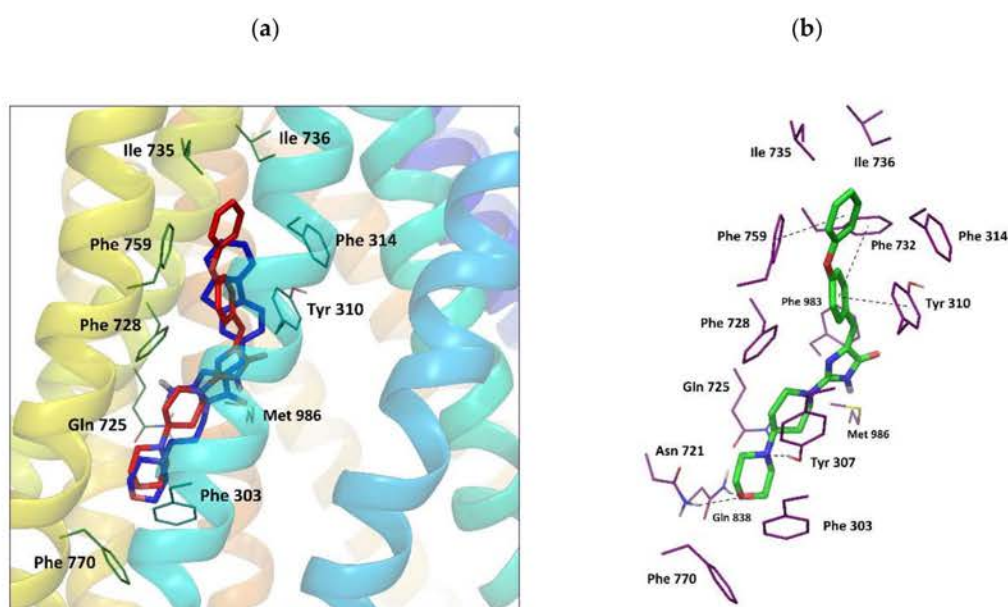 (a)
Ile 735
Ile 736
Phe 759
Phe 314
Tyr 310
Phe 728
Gln 725
Met 986
Phe 303
Phe 770
(b)
Ile 735
Ile 736
Phe 759
Phe 732
Phe 314
Phe 983
Tyr 310
Phe 728
Gln 725
Met 986
Asn 721
Tyr 307
Gln 838
Phe 303
Phe 770